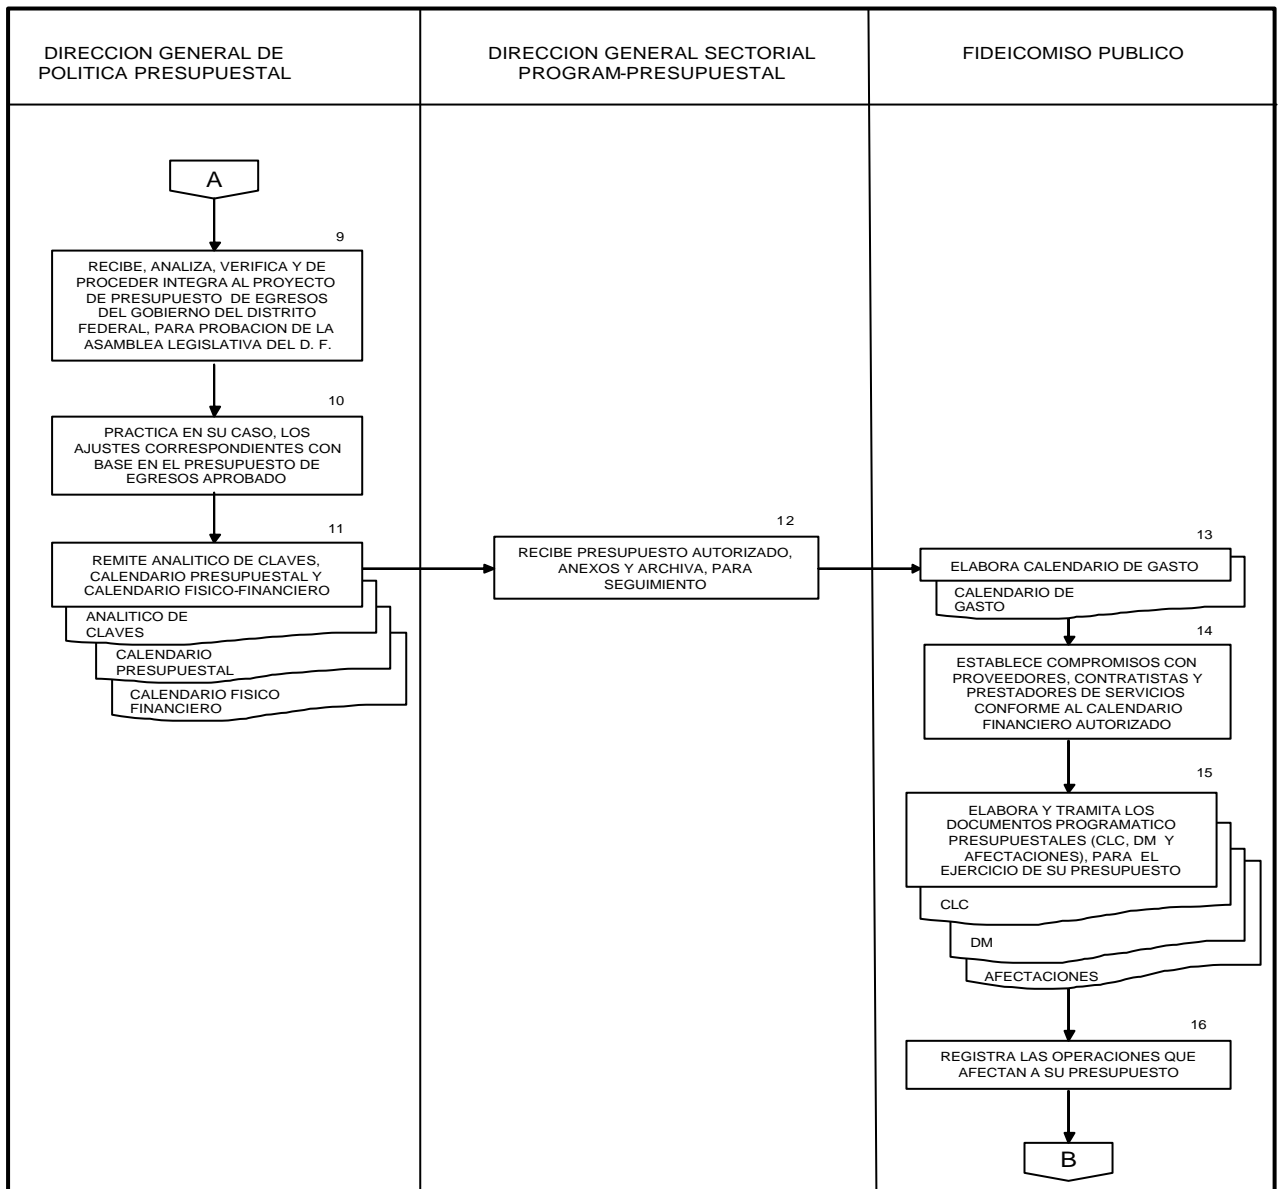 DIRECCION GENERAL DE
POLITICA PRESUPUESTAL
DIRECCION GENERAL SECTORIAL
PROGRAM-PRESUPUESTAL
FIDEICOMISO PUBLICO
A
9
RECIBE, ANALIZA, VERIFICA Y DE
PROCEDER INTEGRA AL PROYECTO
DE PRESUPUESTO DE EGRESOS
DEL GOBIERNO DEL DISTRITO
FEDERAL, PARA PROBACION DE LA
ASAMBLEA LEGISLATIVA DEL D. F.
10
PRACTICA EN SU CASO, LOS
AJUSTES CORRESPONDIENTES CON
BASE EN EL PRESUPUESTO DE
EGRESOS APROBADO
11
REMITE ANALITICO DE CLAVES,
CALENDARIO PRESUPUESTAL Y
CALENDARIO FISICO-FINANCIERO
ANALITICO DE
CLAVES
CALENDARIO
PRESUPUESTAL
CALENDARIO FISICO
FINANCIERO
12
RECIBE PRESUPUESTO AUTORIZADO,
ANEXOS Y ARCHIVA, PARA
SEGUIMIENTO
13
ELABORA CALENDARIO DE GASTO
CALENDARIO DE
GASTO
14
ESTABLECE COMPROMISOS CON
PROVEEDORES, CONTRATISTAS Y
PRESTADORES DE SERVICIOS
CONFORME AL CALENDARIO
FINANCIERO AUTORIZADO
15
ELABORA Y TRAMITA LOS
DOCUMENTOS PROGRAMATICO
PRESUPUESTALES (CLC, DM Y
AFECTACIONES), PARA EL
EJERCICIO DE SU PRESUPUESTO
CLC
DM
AFECTACIONES
16
REGISTRA LAS OPERACIONES QUE
AFECTAN A SU PRESUPUESTO
B